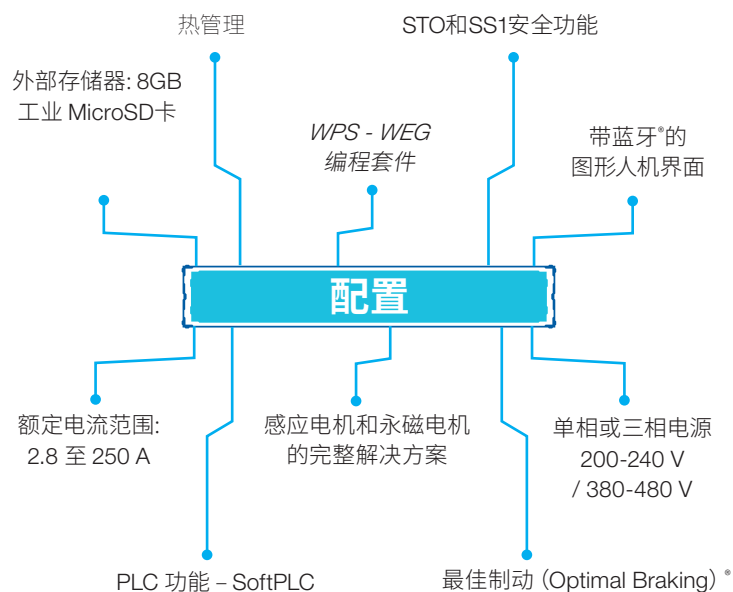 热管理
STO和SS1安全功能
外部存储器: 8GB
工业 MicroSD卡
WPS - WEG
编程套件
带蓝牙®的
图形人机界面
配置
额定电流范围:
2.8 至 250 A
感应电机和永磁电机
的完整解决方案
单相或三相电源
200-240 V
/ 380-480 V
PLC 功能 – SoftPLC
最佳制动（Optimal Braking）®